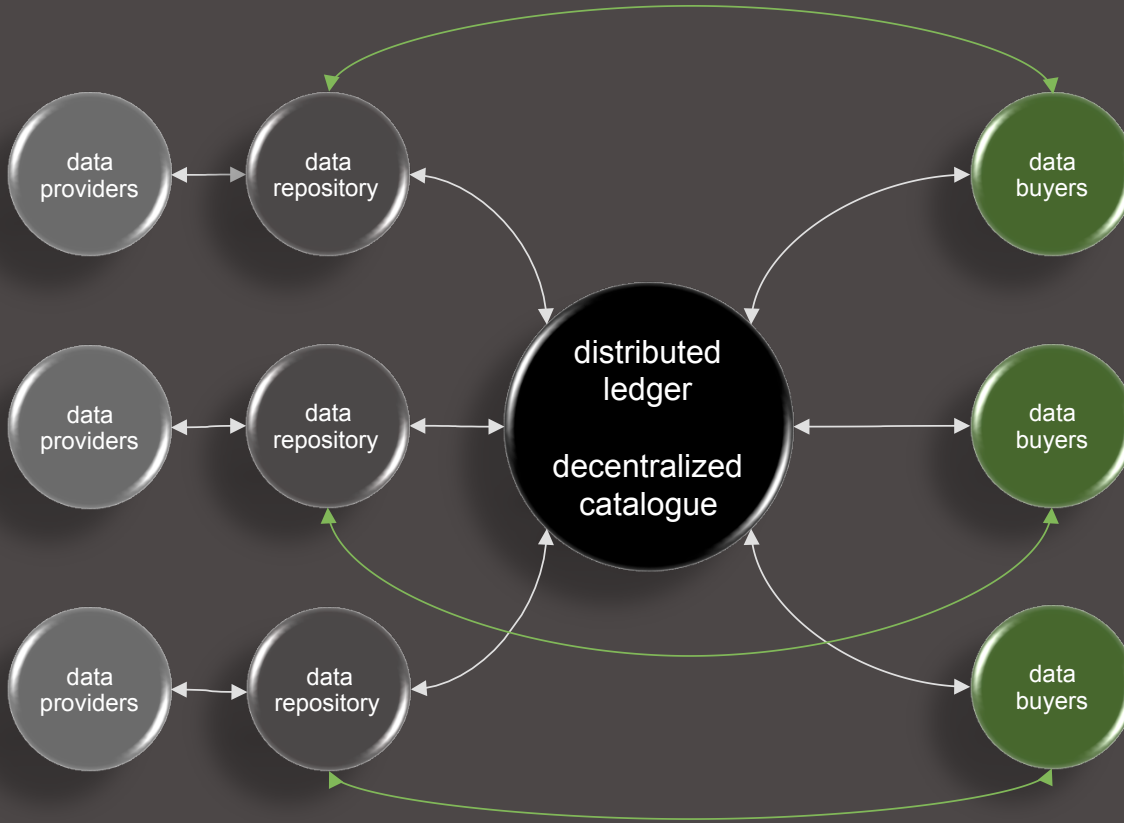 data
providers
data
repository
data
buyers
distributed
ledger
decentralized
catalogue
data
providers
data
repository
data
buyers
data
providers
data
repository
data
buyers